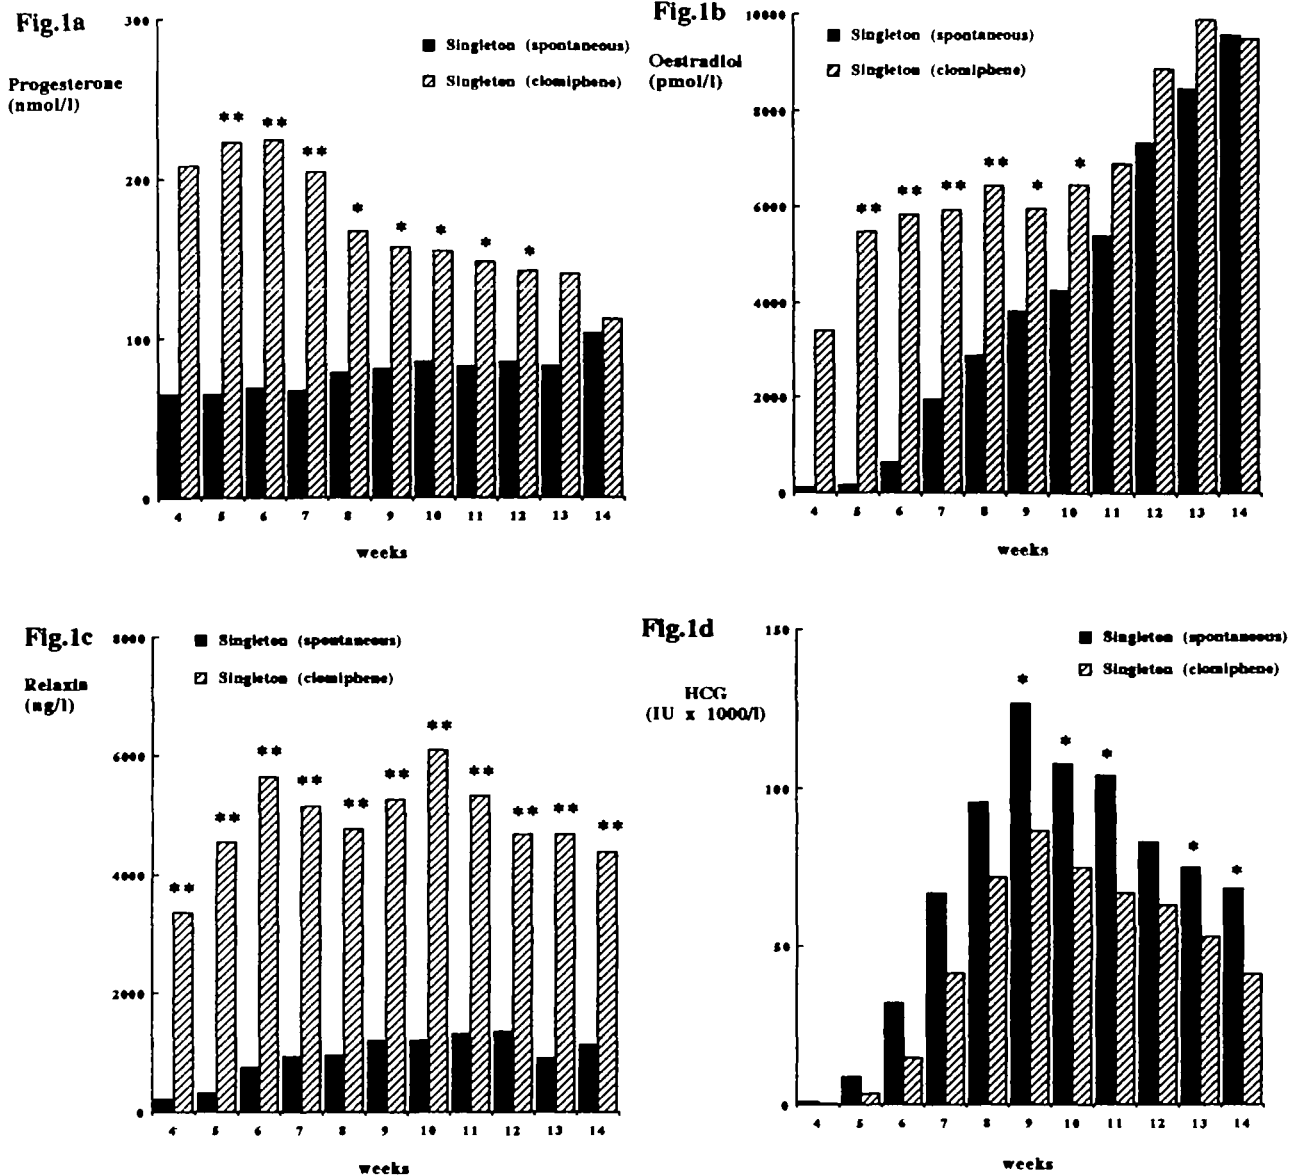 Fig.1a
Progesterone
(nmol/l)
300
200
100
0
Singleton (spontaneous)
Singleton (clomiphene)
** ** ** * * * * *
4 5 6 7 8 9 10 11 12 13 14
weeks
Fig.1b
Oestradiol
(pmol/l)
10000
8000
6000
4000
2000
0
Singleton (spontaneous)
Singleton (clomiphene)
** ** ** ** * *
4 5 6 7 8 9 10 11 12 13 14
weeks
Fig.1c
Relaxin
(ng/l)
8000
6000
4000
2000
0
Singleton (spontaneous)
Singleton (clomiphene)
** ** ** ** ** ** ** ** ** ** **
4 5 6 7 8 9 10 11 12 13 14
weeks
Fig.1d
HCG
(IU x 1000/l)
150
100
50
0
Singleton (spontaneous)
Singleton (clomiphene)
* * * * *
4 5 6 7 8 9 10 11 12 13 14
weeks